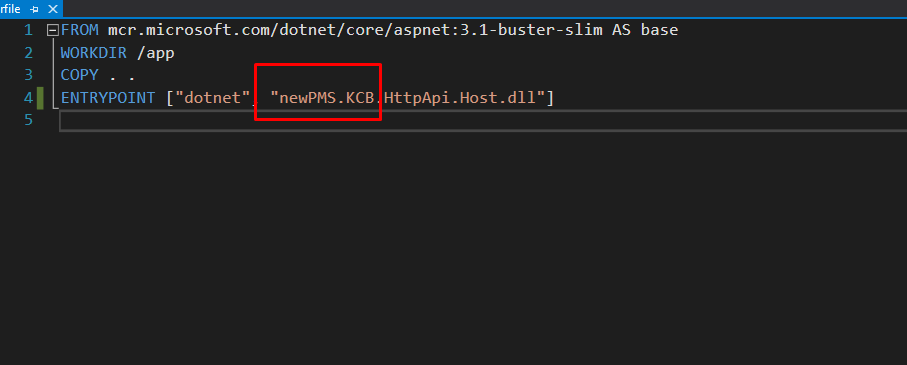 rfile
1 FROM mcr.microsoft.com/dotnet/core/aspnet:3.1-buster-slim AS base
2 WORKDIR /app
3 COPY . .
4 ENTRYPOINT ["dotnet", "newPMS.KCB.HttpApi.Host.dll"]
5